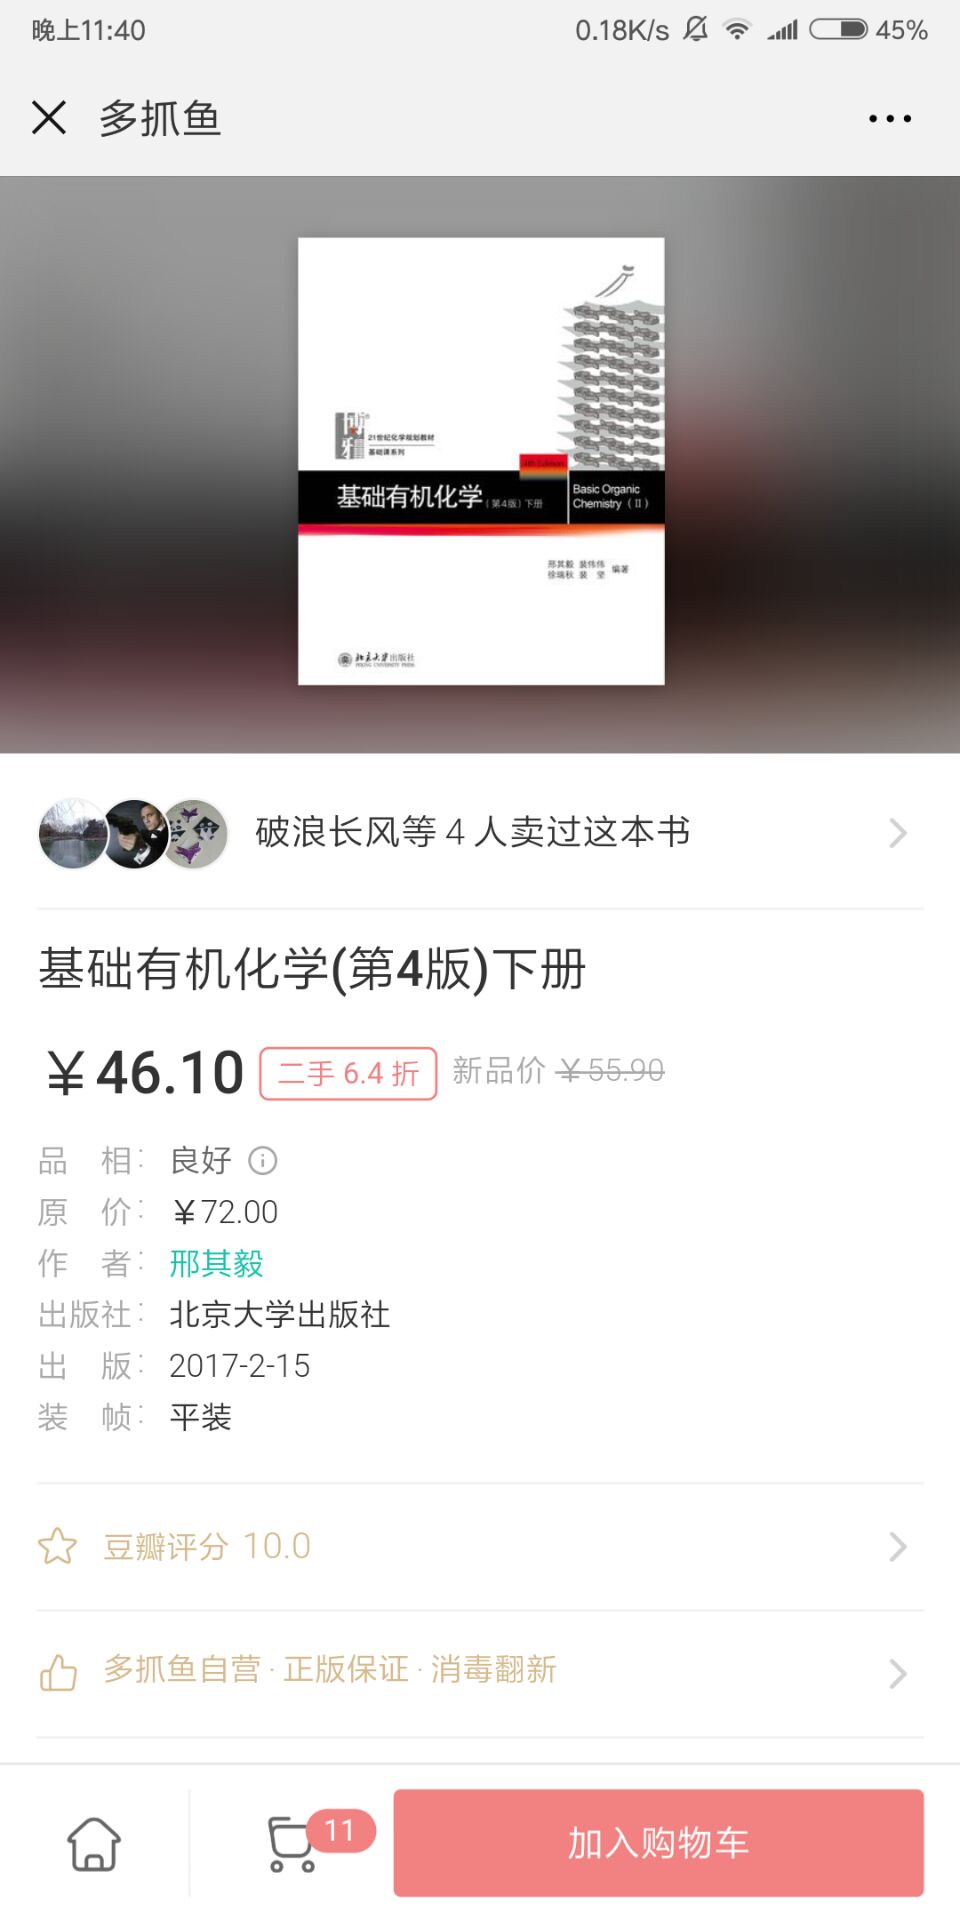 晚上11:40
0.18K/s
45%
多抓鱼
博雅
21世纪化学规划教材
基础课系列
4th Edition
基础有机化学(第4版)下册
Basic Organic
Chemistry (Ⅱ)
邢其毅 裴伟伟
徐瑞秋 裴 坚 编著
北京大学出版社
PEKING UNIVERSITY PRESS
破浪长风等 4 人卖过这本书
基础有机化学(第4版)下册
￥46.10 二手 6.4 折 新品价 ￥55.90
品 相: 良好
原 价: ￥72.00
作 者: 邢其毅
出版社: 北京大学出版社
出 版: 2017-2-15
装 帧: 平装
豆瓣评分 10.0
多抓鱼自营 · 正版保证 · 消毒翻新
11
加入购物车